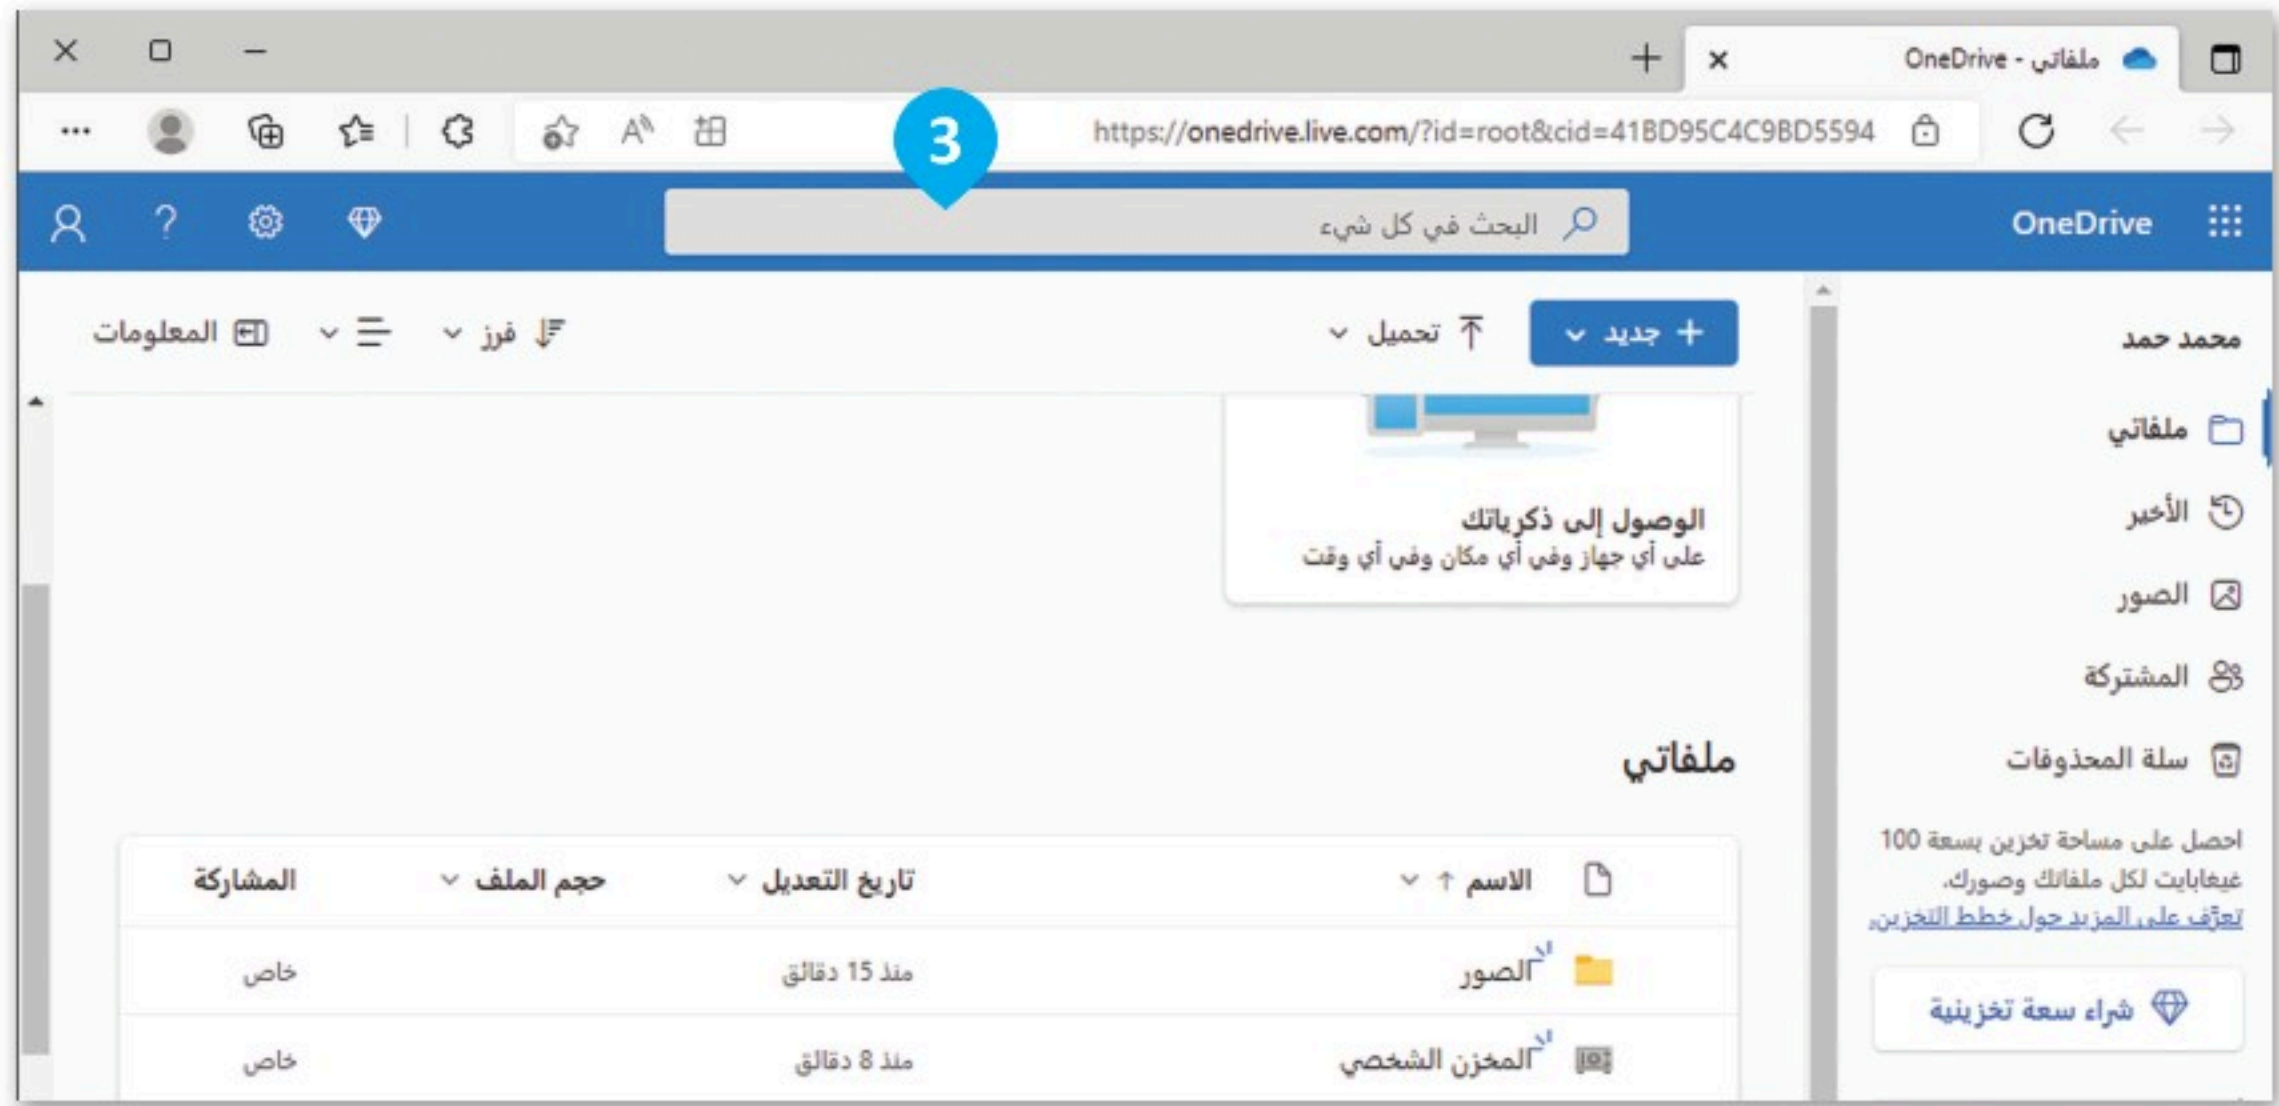 ملفاتي - OneDrive
https://onedrive.live.com/?id=root&cid=41BD95C4C9BD5594
3
OneDrive
البحث في كل شيء
?
محمد حمد
ملفاتي
الأخير
الصور
المشتركة
سلة المحذوفات
احصل على مساحة تخزين بسعة 100
غيغابايت لكل ملفاتك وصورك.
تعرّف على المزيد حول خطط التخزين.
شراء سعة تخزينية
+ جديد
تحميل
فرز
المعلومات
الوصول إلى ذكرياتك
على أي جهاز وفي أي مكان وفي أي وقت
ملفاتي
الاسم ↑ تاريخ التعديل حجم الملف المشاركة
الصور منذ 15 دقائق خاص
المخزن الشخصي منذ 8 دقائق خاص